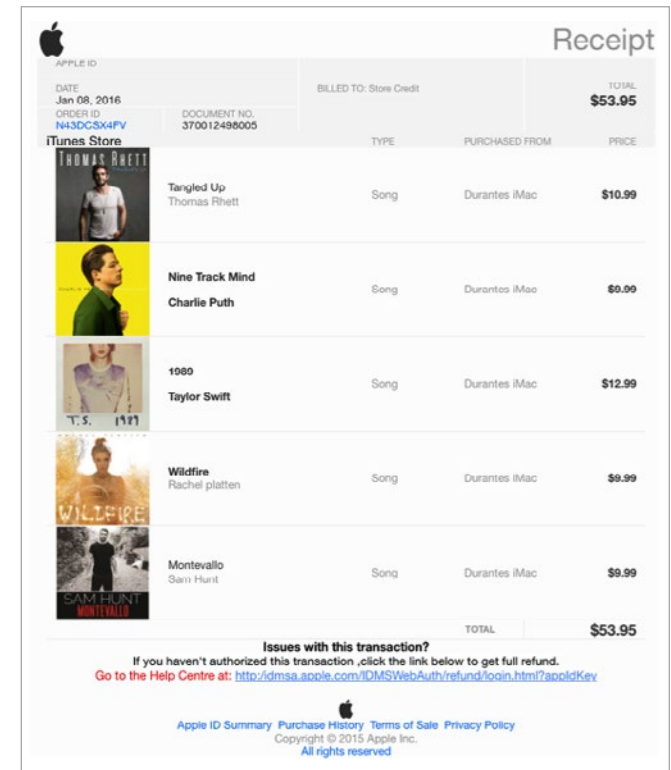 Receipt
APPLE ID
BILLED TO: Store Credit
TOTAL
DATE
Jan 08, 2016
$53.95
ORDER ID
DOCUMENT NO.
N43DCSX4FV
370012498005
iTunes Store
TYPE
PURCHASED FROM
PRICE
THOMAS RHETT
Tangled Up
Thomas Rhett
Song
Durantes iMac
$10.99
Nine Track Mind
Charlie Puth
Song
Durantes iMac
$9.99
1989
Taylor Swift
Song
Durantes iMac
$12.99
T.S. 1989
Wildfire
Rachel platten
Song
Durantes iMac
$9.99
WILDFIRE
Montevallo
Sam Hunt
Song
Durantes iMac
$9.99
SAM HUNT
MONTEVALLO
TOTAL
$53.95
Issues with this transaction?
If you haven't authorized this transaction ,click the link below to get full refund.
Go to the Help Centre at: http:/idmsa.apple.com/IDMSWebAuth/refund/login.html?appIdKey
Apple ID Summary Purchase History Terms of Sale Privacy Policy
Copyright © 2015 Apple Inc.
All rights reserved